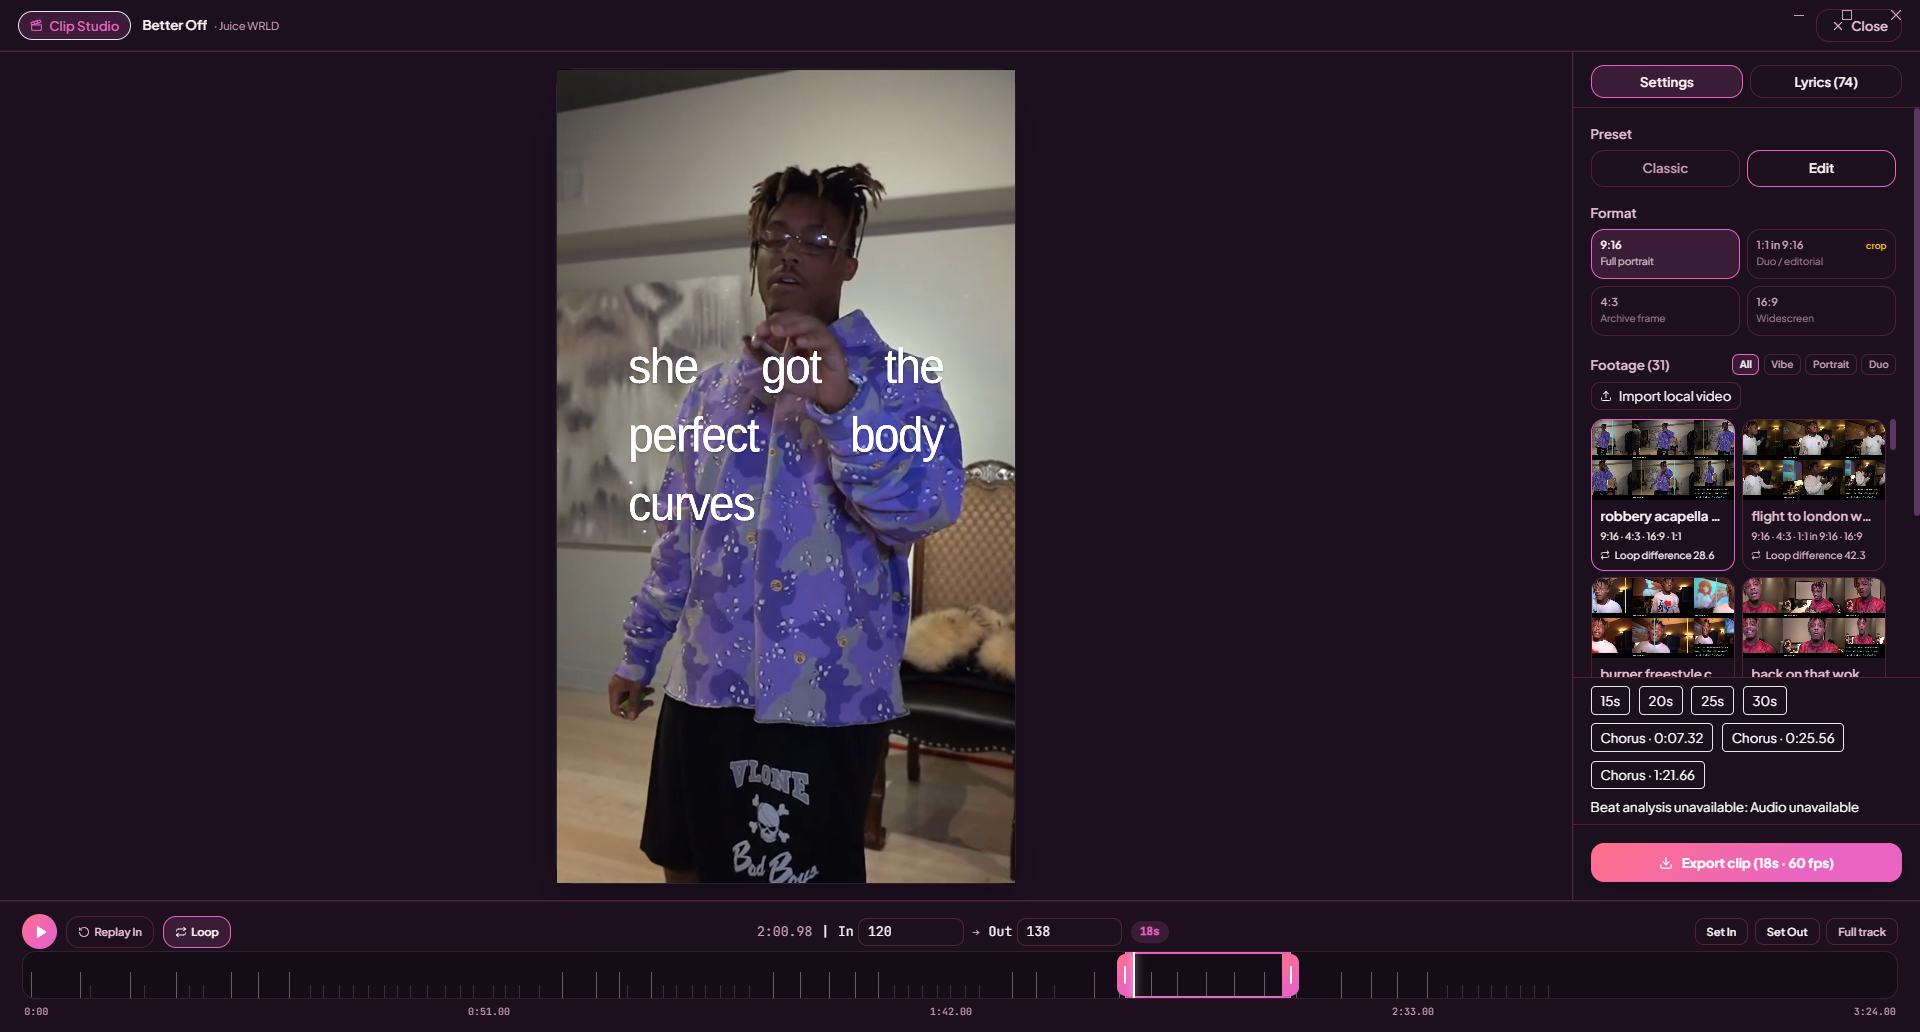 Clip Studio
Better Off · Juice WRLD
Close
Settings
Lyrics (74)
Preset
Classic
Edit
Format
9:16
Full portrait
1:1 in 9:16
crop
Duo / editorial
4:3
Archive frame
16:9
Widescreen
Footage (31)
All
Vibe
Portrait
Duo
Import local video
robbery acapella ...
9:16 · 4:3 · 16:9 · 1:1
Loop difference 28.6
flight to london w...
9:16 · 4:3 · 1:1 in 9:16 · 16:9
Loop difference 42.3
burner freestyle c
back on that wok
15s
20s
25s
30s
Chorus · 0:07.32
Chorus · 0:25.56
Chorus · 1:21.66
Beat analysis unavailable: Audio unavailable
Export clip (18s · 60 fps)
she got the
perfect body
curves
VLONE
Bad Boys
Replay In
Loop
2:00.98 | In 120 → Out 138 18s
Set In
Set Out
Full track
0:00
0:51.00
1:42.00
2:33.00
3:24.00